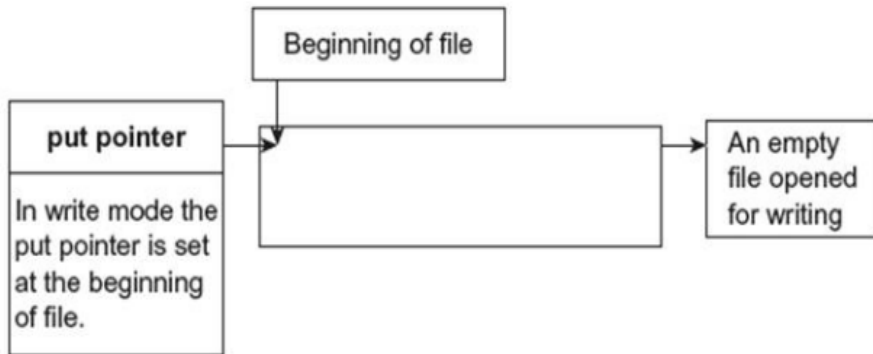 Beginning of file
put pointer
In write mode the
put pointer is set
at the beginning
of file.
An empty
file opened
for writing